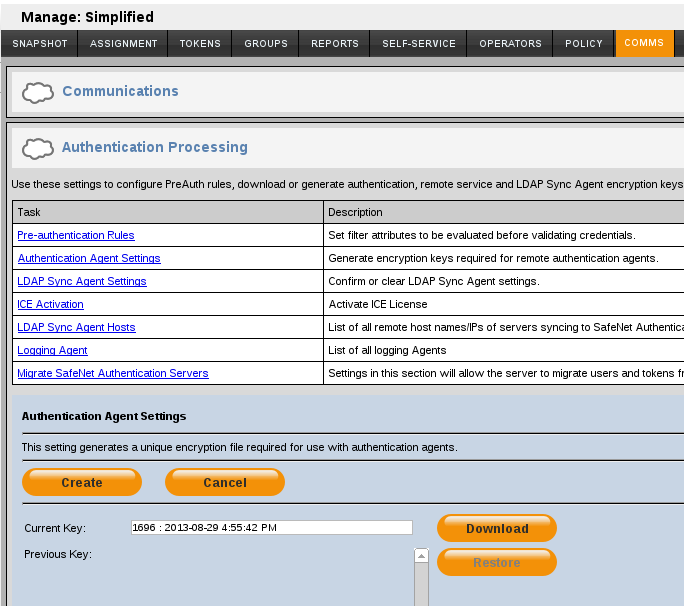 Manage: Simplified
SNAPSHOT ASSIGNMENT TOKENS GROUPS REPORTS SELF-SERVICE OPERATORS POLICY COMMS
Communications
Authentication Processing
Use these settings to configure PreAuth rules, download or generate authentication, remote service and LDAP Sync Agent encryption keys
Task Description
Pre-authentication Rules Set filter attributes to be evaluated before validating credentials.
Authentication Agent Settings Generate encryption keys required for remote authentication agents.
LDAP Sync Agent Settings Confirm or clear LDAP Sync Agent settings.
ICE Activation Activate ICE License
LDAP Sync Agent Hosts List of all remote host names/IPs of servers syncing to SafeNet Authentica
Logging Agent List of all logging Agents
Migrate SafeNet Authentication Servers Settings in this section will allow the server to migrate users and tokens fr
Authentication Agent Settings
This setting generates a unique encryption file required for use with authentication agents.
Create Cancel
Current Key: 1696 : 2013-08-29 4:55:42 PM Download
Previous Key:
Restore